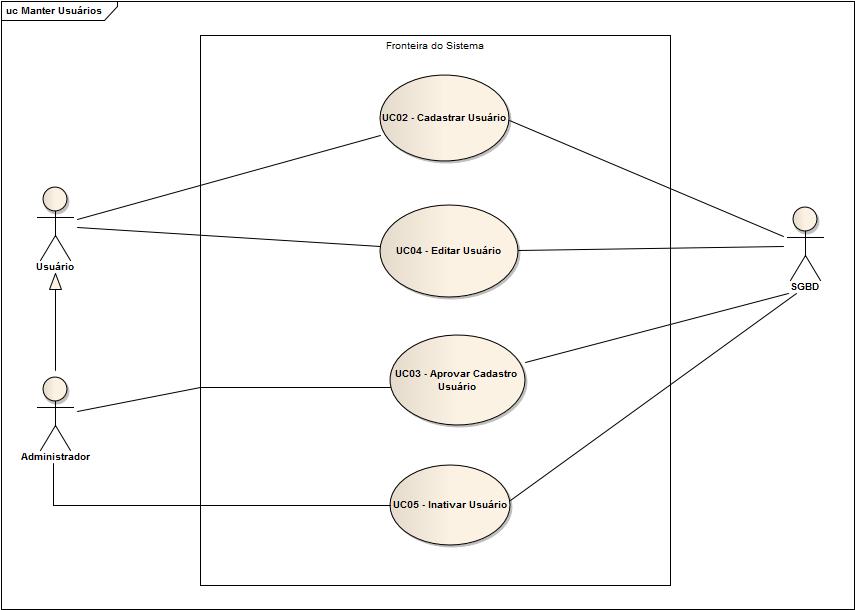 uc Manter Usuários
Fronteira do Sistema
UC02 - Cadastrar Usuário
Usuário
UC04 - Editar Usuário
SGBD
UC03 - Aprovar Cadastro
Usuário
Administrador
UC05 - Inativar Usuário